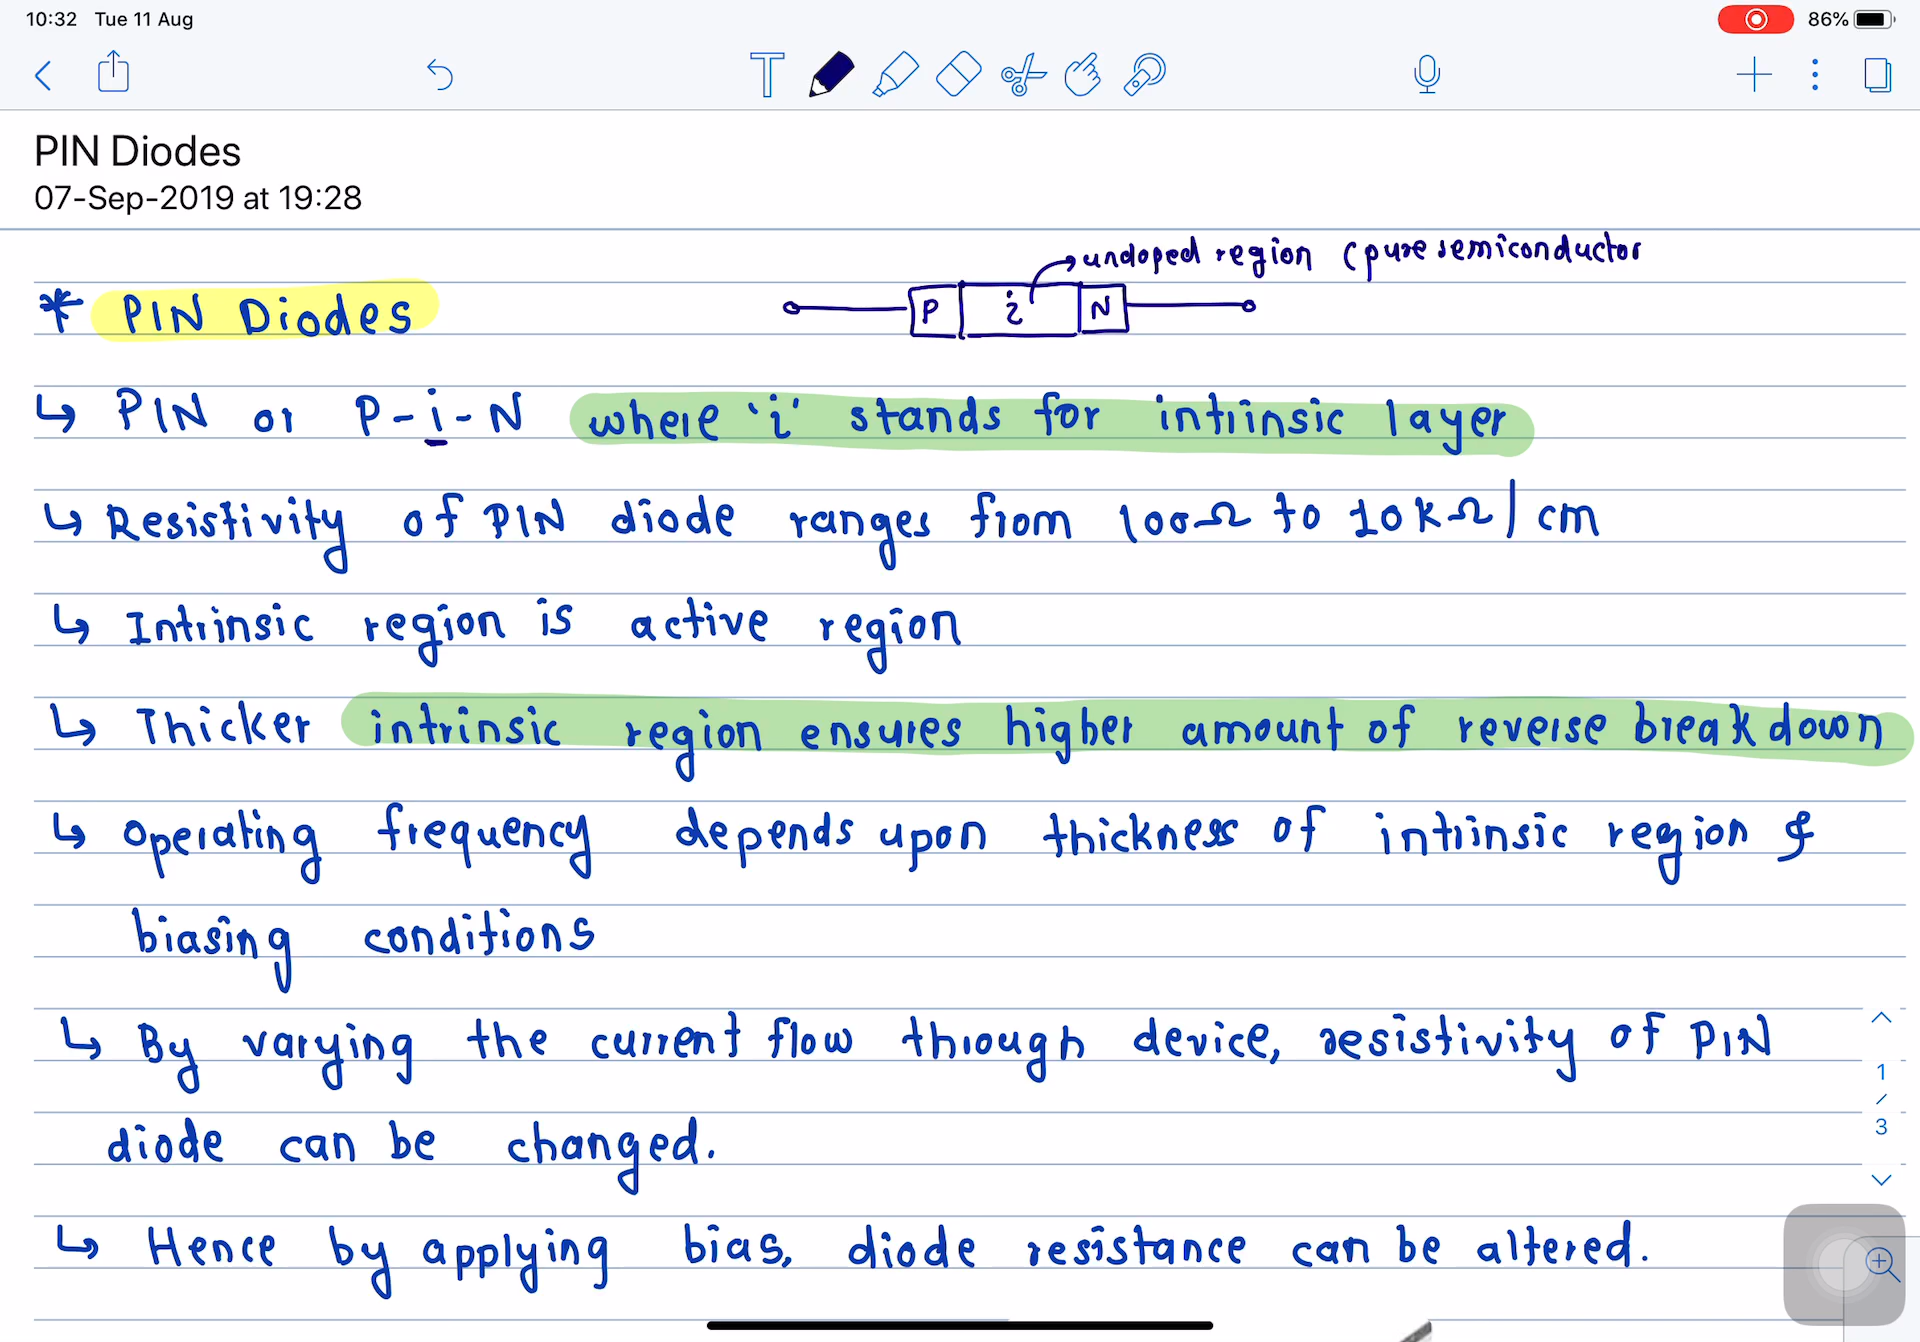 10:32 Tue 11 Aug 86%
PIN Diodes
07-Sep-2019 at 19:28
undoped region (pure semiconductor
* PIN Diodes P i N
↳ PIN or P-i-N where 'i' stands for intrinsic layer
↳ Resistivity of PIN diode ranges from 100Ω to 10KΩ/cm
↳ Intrinsic region is active region
↳ Thicker intrinsic region ensures higher amount of reverse breakdown
↳ Operating frequency depends upon thickness of intrinsic region &
biasing conditions
↳ By varying the current flow through device, resistivity of PIN
diode can be changed.
↳ Hence by applying bias, diode resistance can be altered.
1
/
3